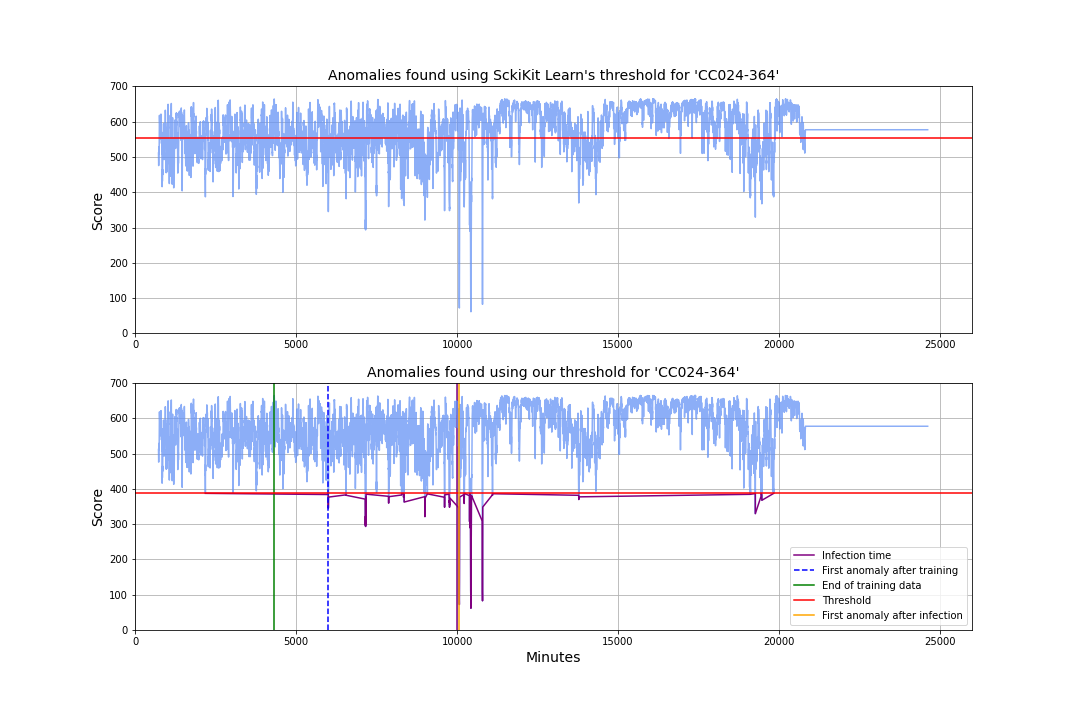 Anomalies found using SckiKit Learn's threshold for 'CC024-364'
700
600
500
400
300
200
100
0
Score
0 5000 10000 15000 20000 25000
Anomalies found using our threshold for 'CC024-364'
700
600
500
400
300
200
100
0
Score
Infection time
First anomaly after training
End of training data
Threshold
First anomaly after infection
0 5000 10000 15000 20000 25000
Minutes